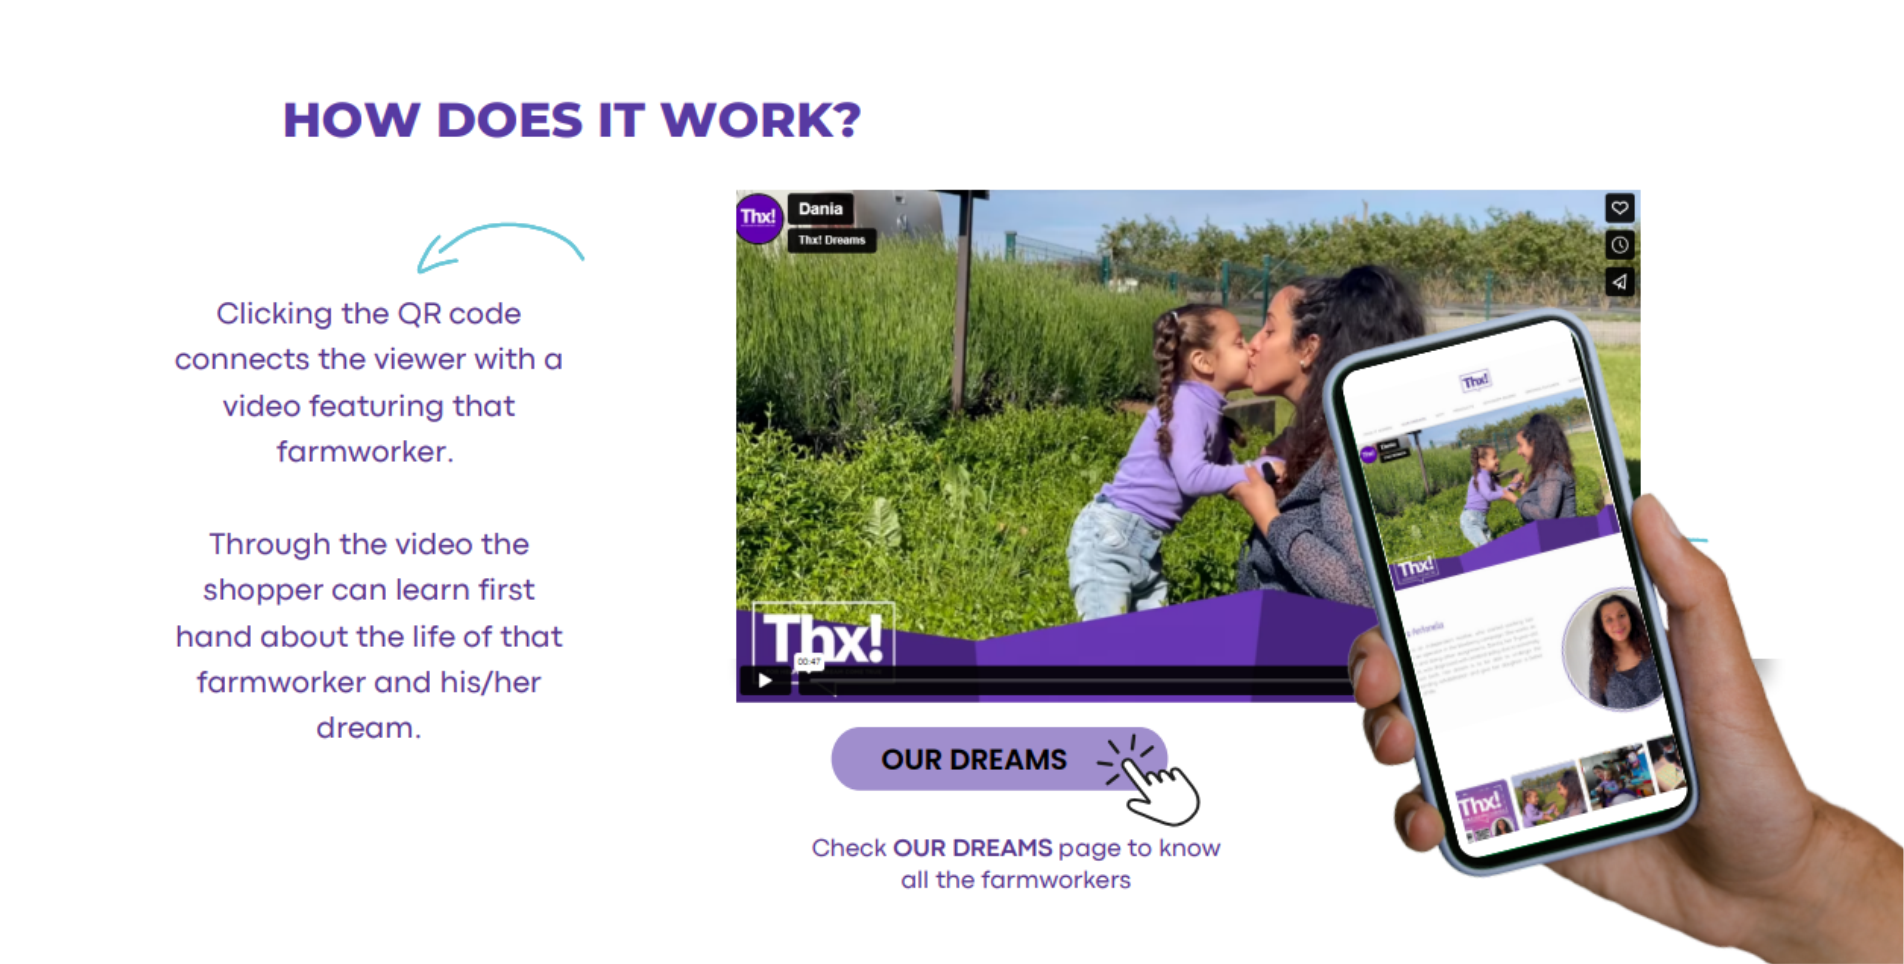 HOW DOES IT WORK?
Clicking the QR code
connects the viewer with a
video featuring that
farmworker.
Through the video the
shopper can learn first
hand about the life of that
farmworker and his/her
dream.
Thx!
Dania
Thx! Dreams
Thx!
00:47
OUR DREAMS
Check OUR DREAMS page to know
all the farmworkers
Thx!
Thx!
Dania
Thx!
Thx!